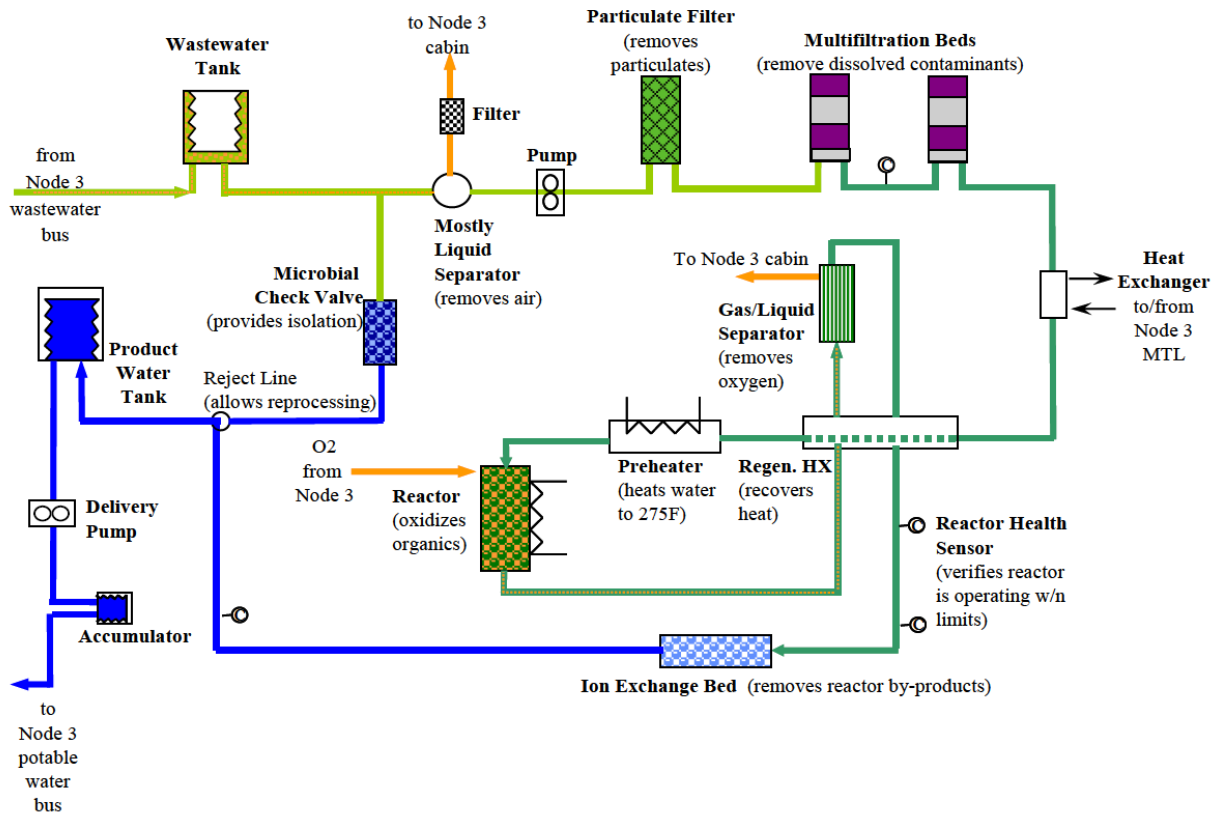 to Node 3
cabin
Wastewater
Tank
Filter
Particulate Filter
(removes
particulates)
Multifiltration Beds
(remove dissolved contaminants)
from
Node 3
wastewater
bus
Pump
Mostly
Liquid
Separator
(removes air)
Microbial
Check Valve
(provides isolation)
To Node 3 cabin
Gas/Liquid
Separator
(removes
oxygen)
Heat
Exchanger
to/from
Node 3
MTL
Product
Water
Tank
Reject Line
(allows reprocessing)
O2
from
Node 3
Reactor
(oxidizes
organics)
Preheater
(heats water
to 275F)
Regen. HX
(recovers
heat)
Reactor Health
Sensor
(verifies reactor
is operating w/n
limits)
Delivery
Pump
Accumulator
Ion Exchange Bed (removes reactor by-products)
to
Node 3
potable
water
bus